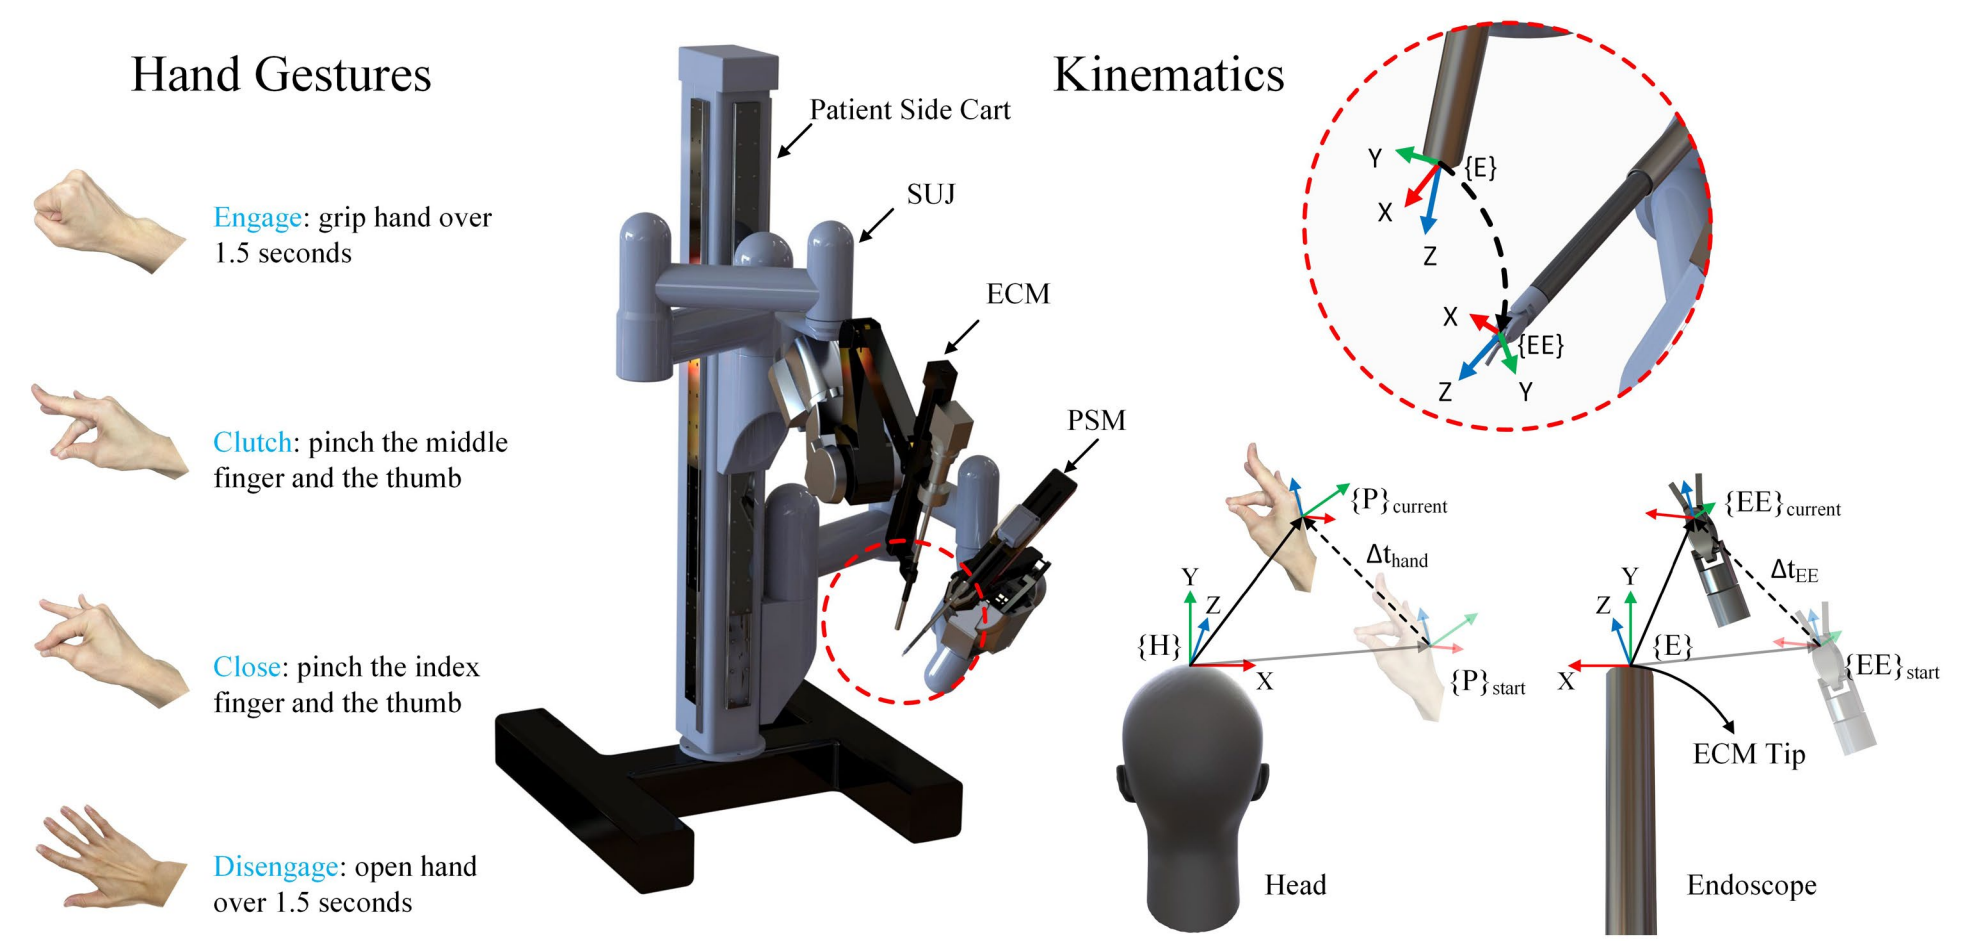 Hand Gestures
Engage: grip hand over
1.5 seconds
Clutch: pinch the middle
finger and the thumb
Close: pinch the index
finger and the thumb
Disengage: open hand
over 1.5 seconds
Patient Side Cart
SUJ
ECM
PSM
Kinematics
Y
{E}
X
Z
X
{EE}
Z
Y
{P}current
Δthand
Y
Z
{H}
X
{P}start
Head
{EE}current
ΔtEE
Y
Z
{E}
X
{EE}start
ECM Tip
Endoscope